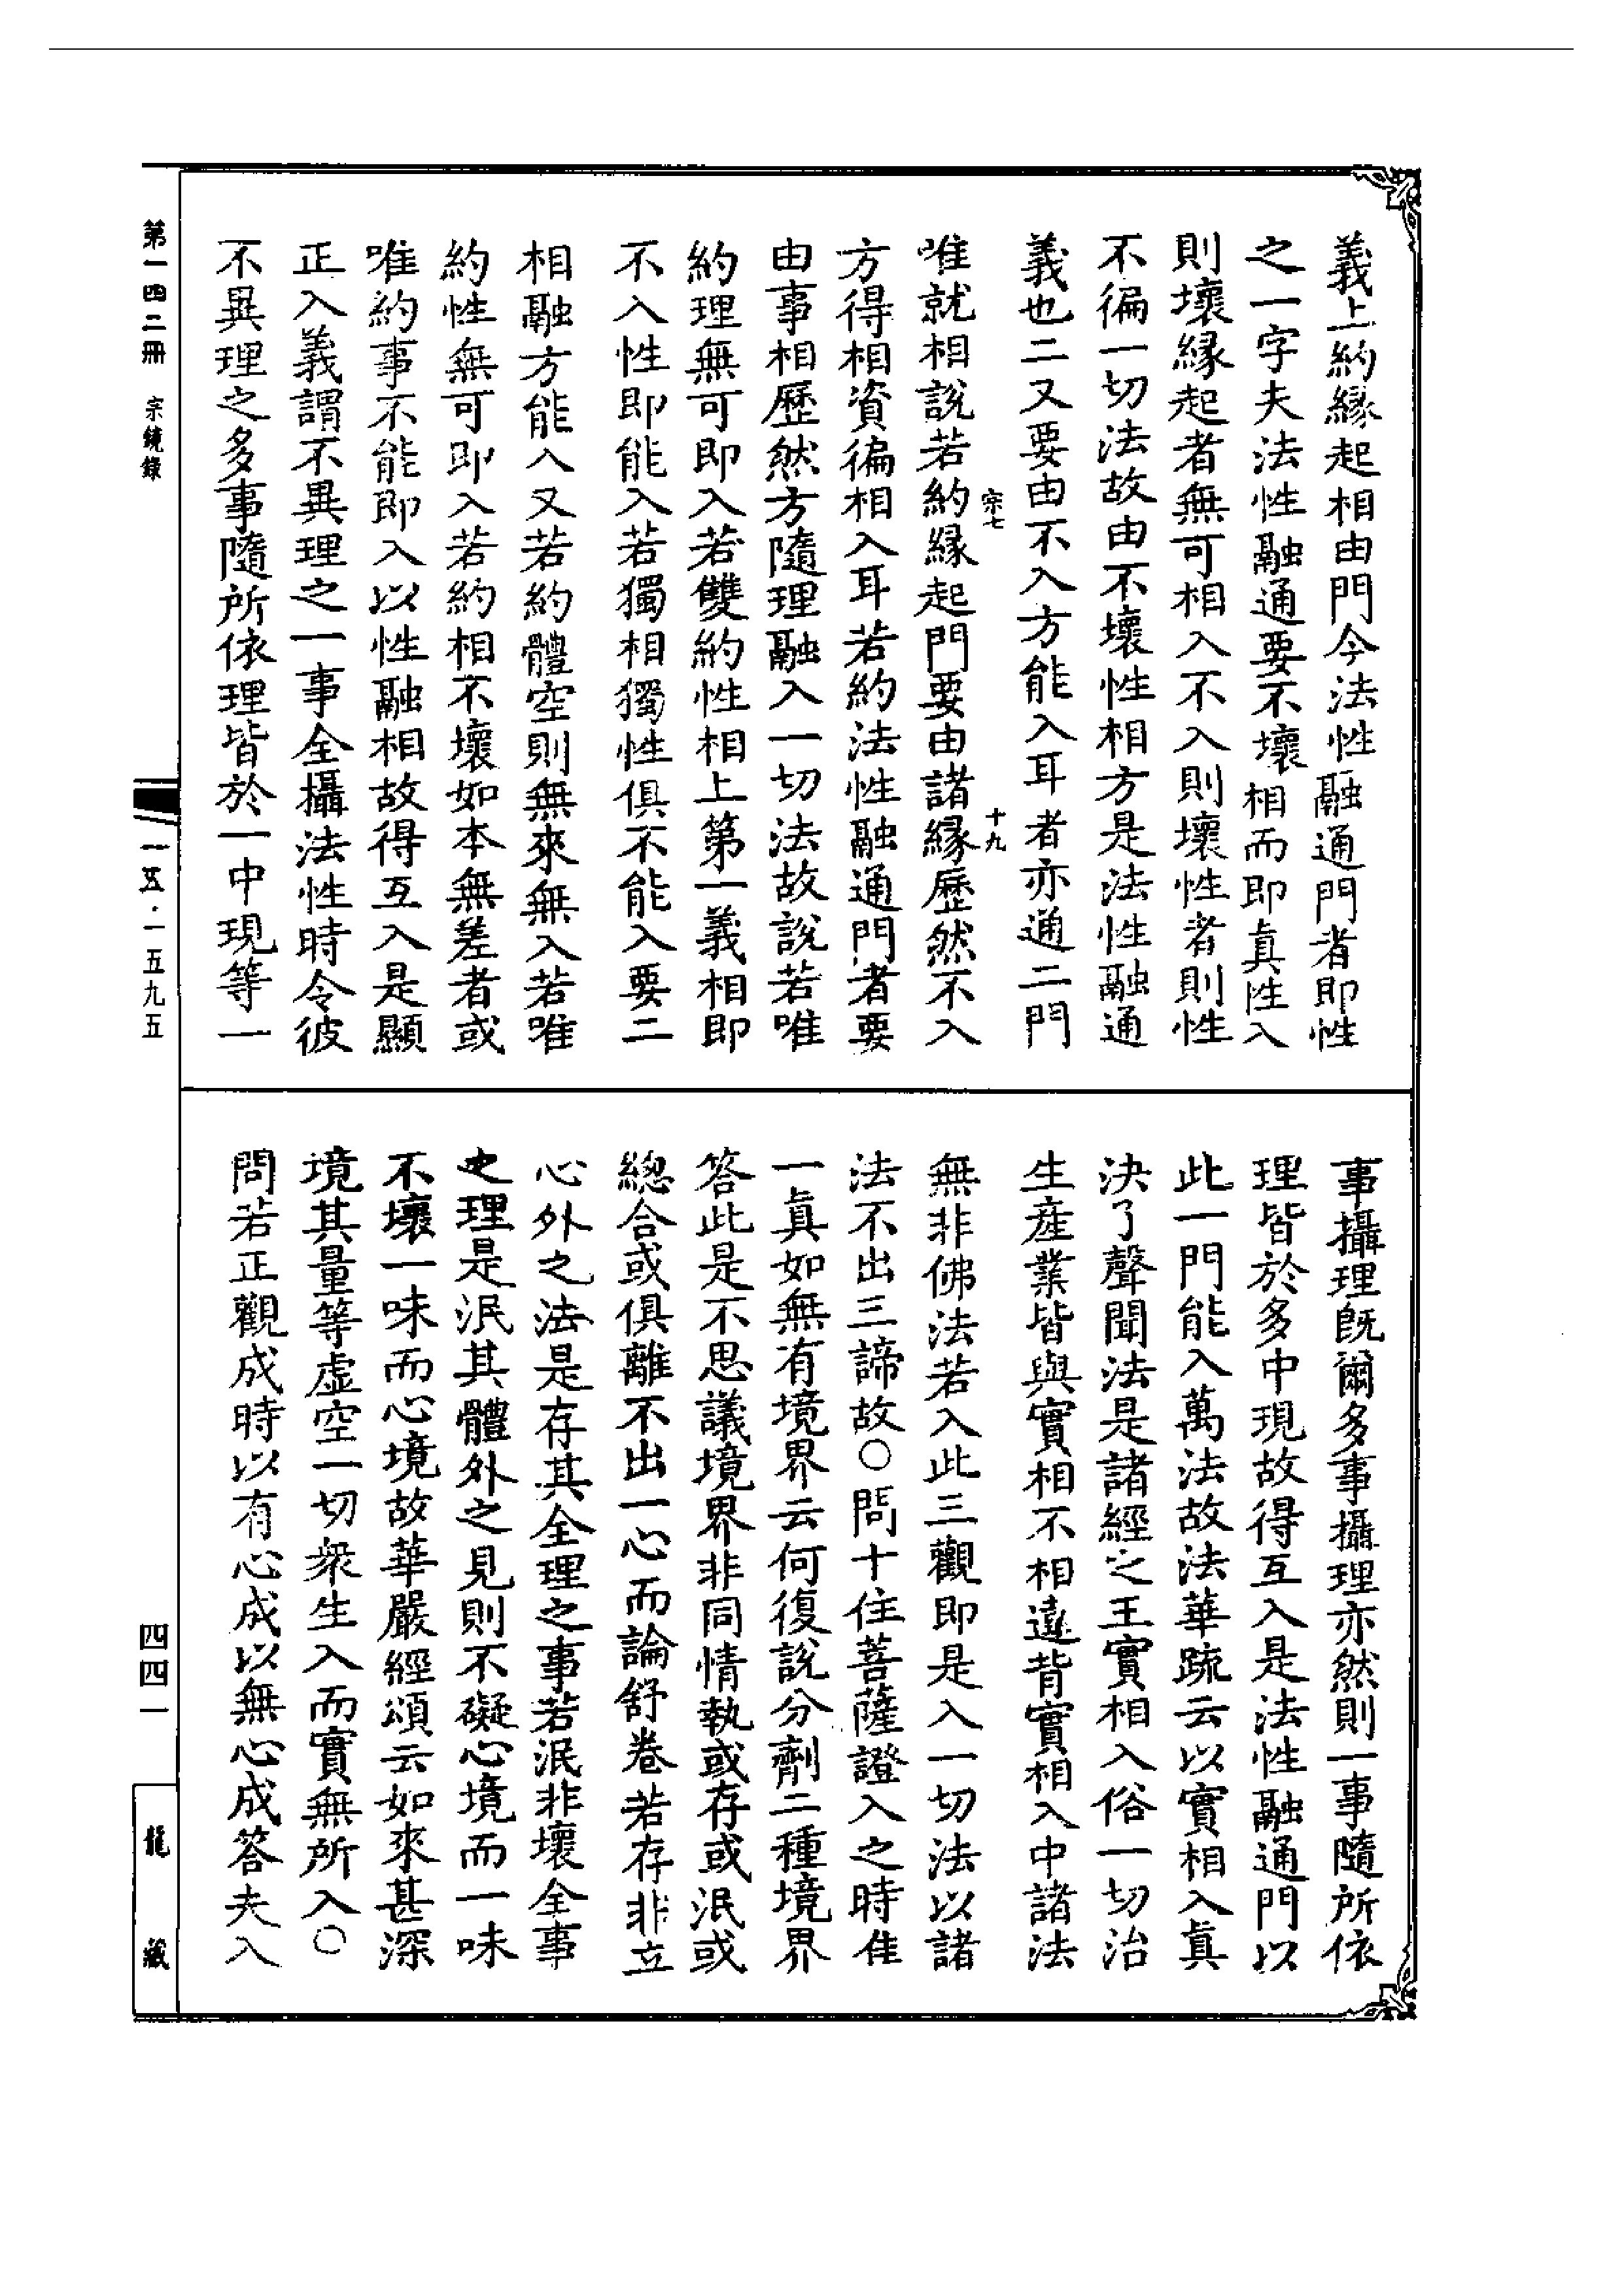 義上約緣起相由門今法性融通門者即性
之一字夫法性融通要不壞相而即真性入
則壞緣起者無可相入不入則壞性者則性
不徧一切法故由不壞性相方是法性融通
義也二又要由不入方能入耳者亦通二門
唯就相說若約緣起門要由諸緣歷然不入
宗七
十九
方得相資徧相入耳若約法性融通門者要
由事相歷然方隨理融入一切法故說若唯
約理無可即入若雙約性相上第一義相即
不入性即能入若獨相獨性俱不能入要二
相融方能入又若約體空則無來無入若唯
約性無可即入若約相不壞如本無差者或
唯約事不能即入以性融相故得互入是顯
正入義謂不異理之一事全攝法性時令彼
不異理之多事隨所依理皆於一中現等一
事攝理既爾多事攝理亦然則一事隨所依
理皆於多中現故得互入是法性融通門以
此一門能入萬法故法華疏云以實相入真
決了聲聞法是諸經之王實相入俗一切治
生產業皆與實相不相違背實相入中諸法
無非佛法若入此三觀即是入一切法以諸
法不出三諦故○問十住菩薩證入之時隹
一真如無有境界云何復說分劑二種境界
答此是不思議境界非同情執或存或泯或
總合或俱離不出一心而論舒卷若存非立
心外之法是存其全理之事若泯非壞全事
之理是泯其體外之見則不礙心境而一味
不壞一味而心境故華嚴經頌云如來甚深
境其量等虛空一切衆生入而實無所入○
問若正觀成時以有心成以無心成答夫入
第一四二冊 宗鏡錄
一五·一五九五
四四一
龍藏